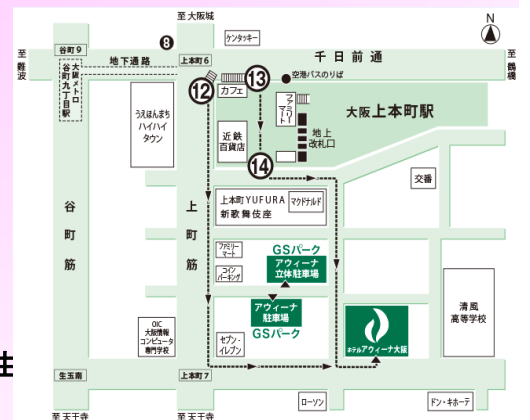 至大阪城
N
谷町9
❽
ケンタッキー
地下通路
上本町6
千日前通
至難波
大阪メトロ
谷町九丁目駅
至鶴橋
⑫
⑬
カフェ
空港バスのりば
うえほんまち
ハイハイ
タウン
近鉄
百貨店
ファミリーマート
大阪上本町駅
地上
改札口
⑭
交番
谷町筋
上町筋
上本町YUFURA
新歌舞伎座
マクドナルド
ファミリー
マート
コイン
パーキング
GSパーク
アウィーナ
立体駐車場
アウィーナ
駐車場
GSパーク
清風
高等学校
OIC
大阪情報
コンピュータ
専門学校
セブン-
イレブン
ホテルアウィーナ大阪
生玉南
上本町7
ローソン
ドン・キホーテ
至天王寺
至天王寺